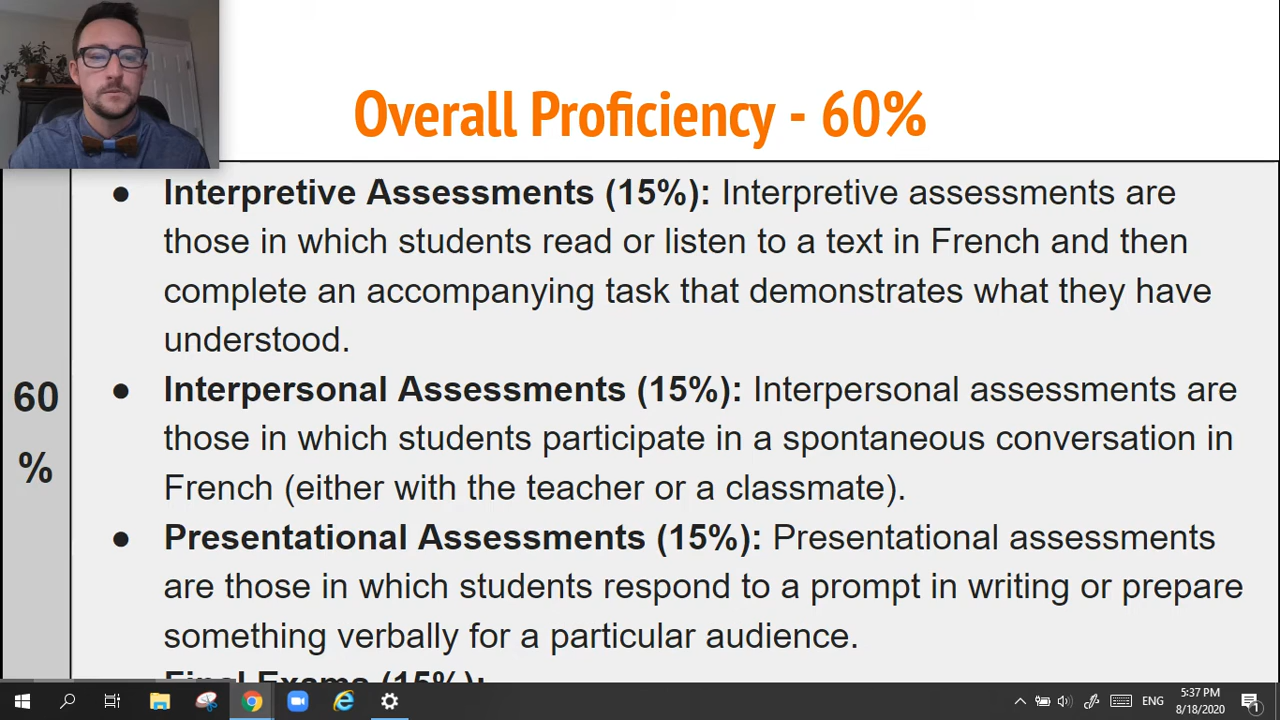 Overall Proficiency - 60%
● Interpretive Assessments (15%): Interpretive assessments are
those in which students read or listen to a text in French and then
complete an accompanying task that demonstrates what they have
understood.
60
%
● Interpersonal Assessments (15%): Interpersonal assessments are
those in which students participate in a spontaneous conversation in
French (either with the teacher or a classmate).
● Presentational Assessments (15%): Presentational assessments
are those in which students respond to a prompt in writing or prepare
something verbally for a particular audience.
Final Exams (15%):
ENG
5:37 PM
8/18/2020
1